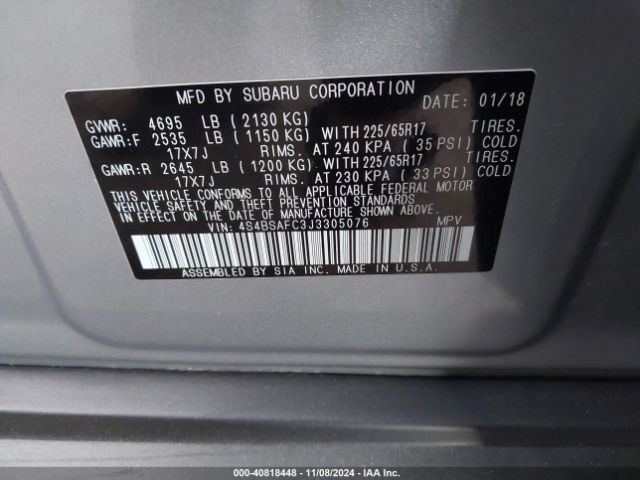 MFD BY SUBARU CORPORATION
DATE: 01/18
GVWR: 4695 LB (2130 KG)
GAWR:F 2535 LB (1150 KG) WITH 225/65R17 TIRES.
17X7J RIMS. AT 240 KPA (35 PSI) COLD
GAWR:R 2645 LB (1200 KG) WITH 225/65R17 TIRES.
17X7J RIMS. AT 230 KPA (33 PSI) COLD
THIS VEHICLE CONFORMS TO ALL APPLICABLE FEDERAL MOTOR
VEHICLE SAFETY AND THEFT PREVENTION STANDARDS
IN EFFECT ON THE DATE OF MANUFACTURE SHOWN ABOVE.
VIN: 4S4BSAFC3J3305076 MPV
ASSEMBLED BY SIA INC. MADE IN U.S.A.
000-40818448 - 11/08/2024 - IAA